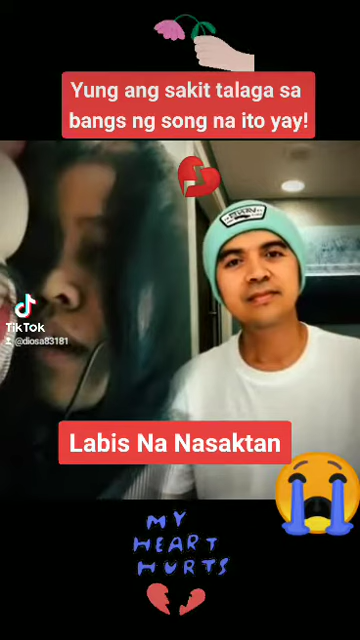 Yung ang sakit talaga sa
bangs ng song na ito yay!
TikTok
@diosa83181
Labis Na Nasaktan
MY
HEART
HURTS